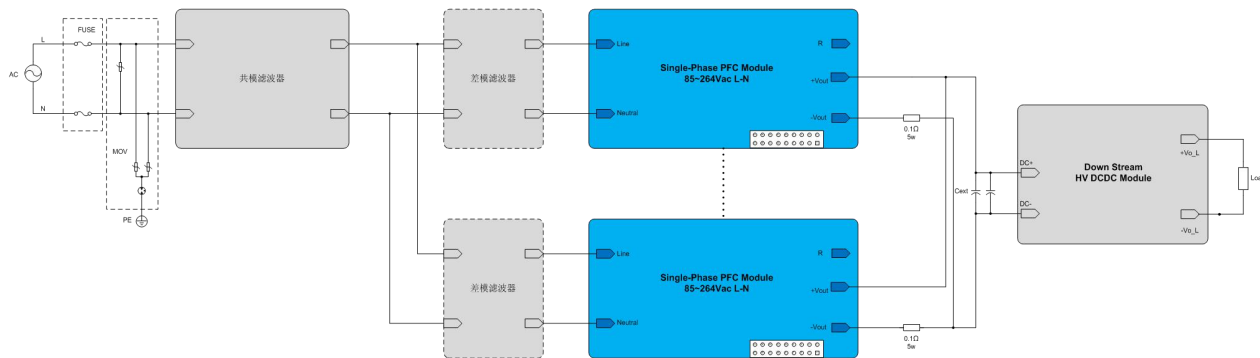 FUSE
L
AC
N
MOV
PE
共模滤波器
差模滤波器
Line
Neutral
Single-Phase PFC Module
85~264Vac L-N
R
+Vout
-Vout
0.1Ω
5w
差模滤波器
Line
Neutral
Single-Phase PFC Module
85~264Vac L-N
R
+Vout
-Vout
0.1Ω
5w
Cext
DC+
DC-
Down Stream
HV DCDC Module
+Vo_L
-Vo_L
Loa